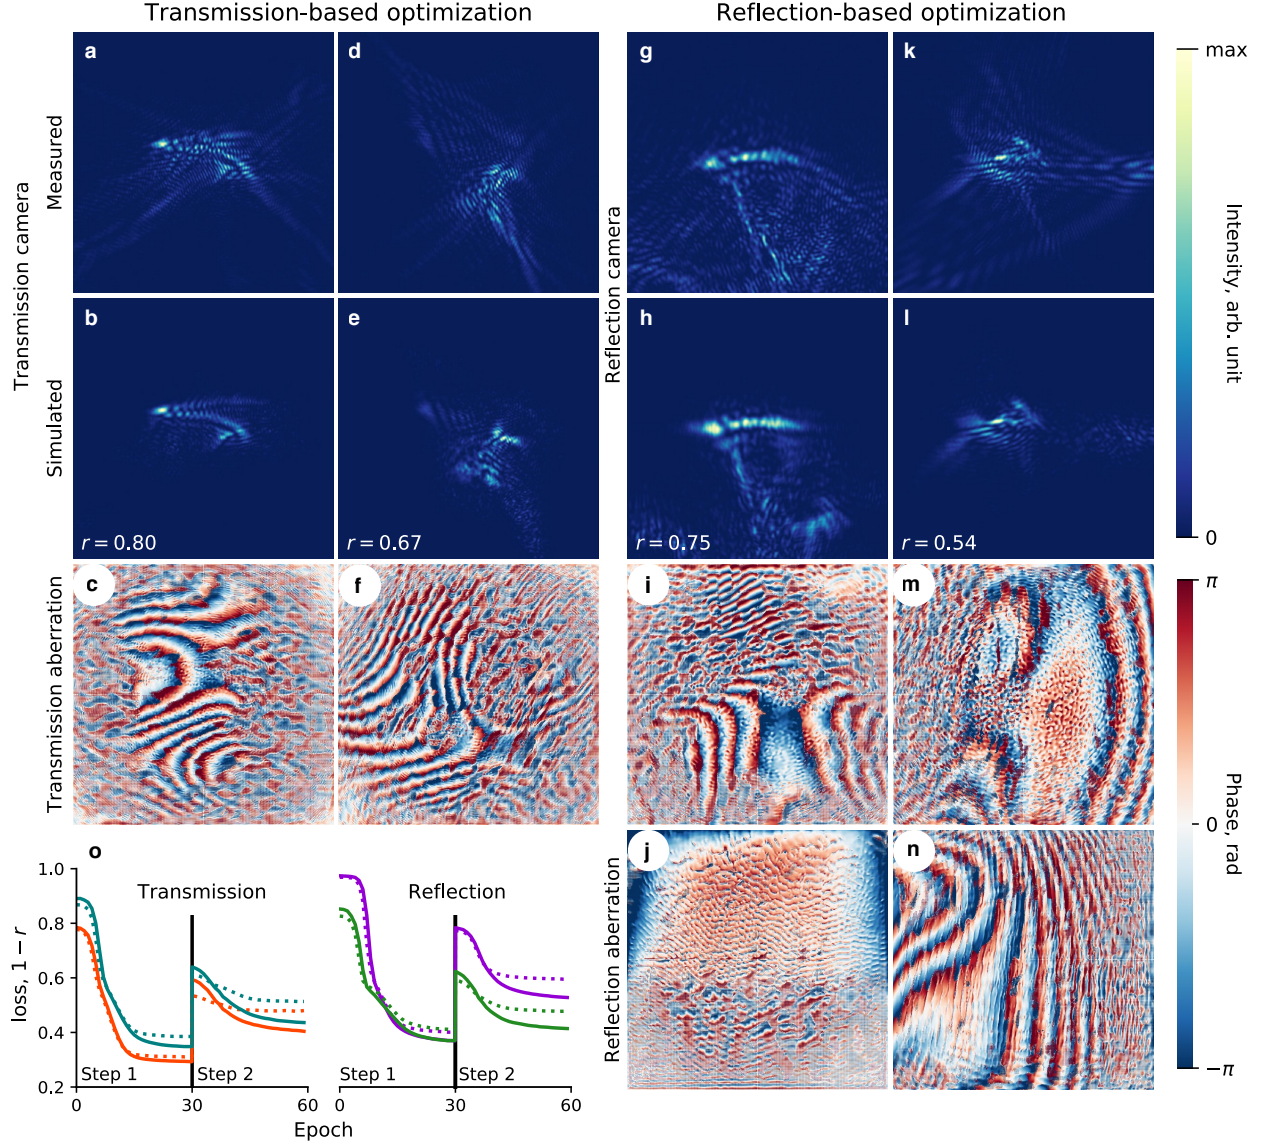 Transmission-based optimization
Reflection-based optimization
Transmission camera
Measured
Simulated
a
d
b
e
r = 0.80
r = 0.67
Reflection camera
g
k
h
l
r = 0.75
r = 0.54
max
Intensity, arb. unit
0
Transmission aberration
c
f
i
m
π
Phase, rad
0
−π
Reflection aberration
j
n
o
loss, 1 − r
1.0
0.8
0.6
0.4
0.2
Transmission
Reflection
Step 1
Step 2
Step 1
Step 2
0
30
60
0
30
60
Epoch